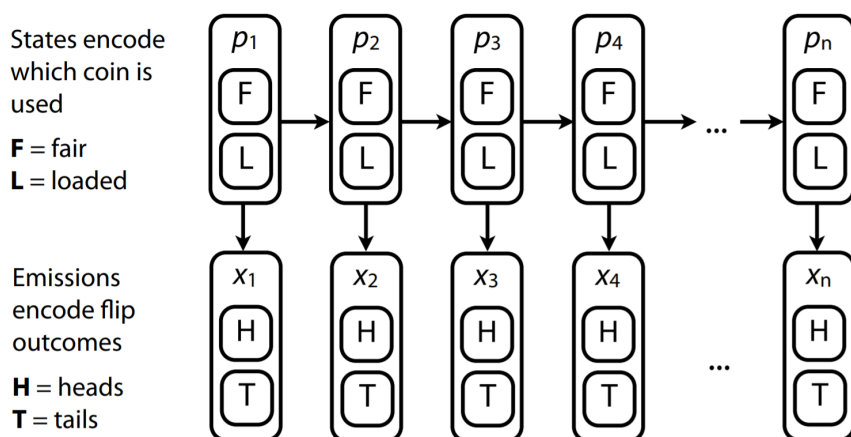 States encode
which coin is
used
F = fair
L = loaded
p1 p2 p3 p4 pn
F F F F F
...
L L L L L
Emissions
encode flip
outcomes
H = heads
T = tails
x1 x2 x3 x4 xn
H H H H H
...
T T T T T